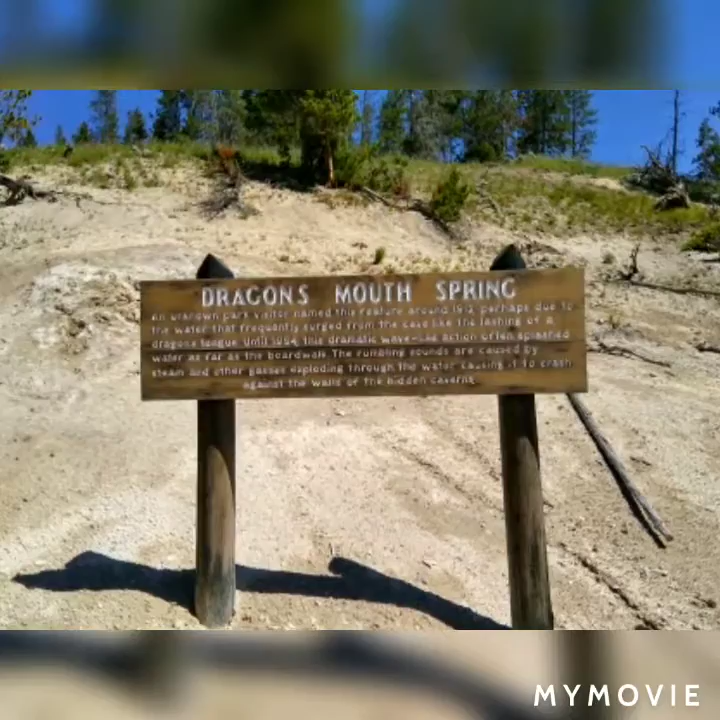 DRAGONS MOUTH SPRING
An unknown park visitor named this feature around 1912, perhaps due to
the water that frequently surged from the cave like the lashing of a
dragons tongue. Until 1994, this dramatic wave-like action often splashed
water as far as the boardwalk. The rumbling sounds are caused by
steam and other gasses exploding through the water, causing it to crash
against the walls of the hidden caverns.
MYMOVIE